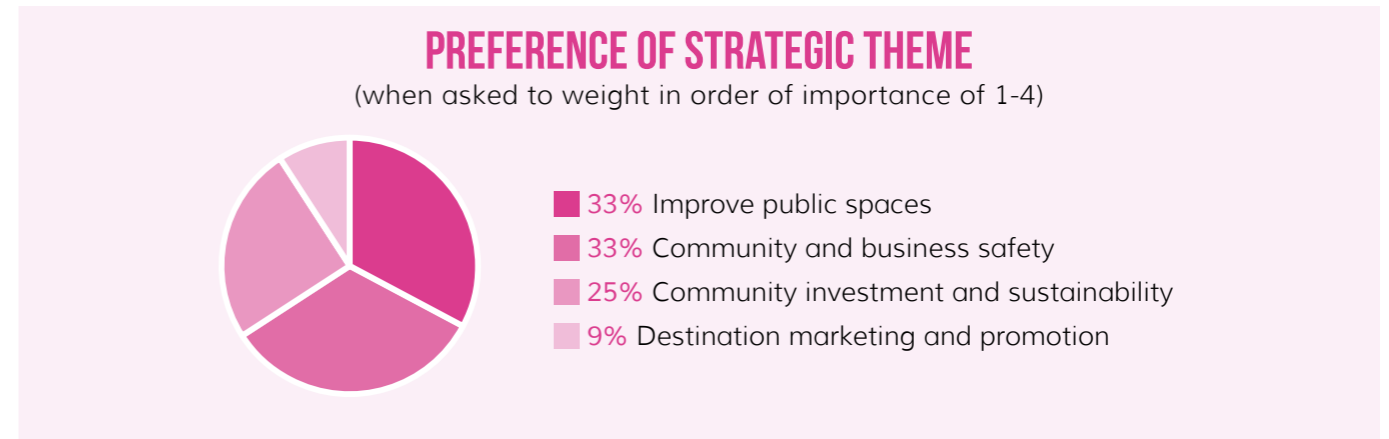 PREFERENCE OF STRATEGIC THEME
(when asked to weight in order of importance of 1-4)
33% Improve public spaces
33% Community and business safety
25% Community investment and sustainability
9% Destination marketing and promotion